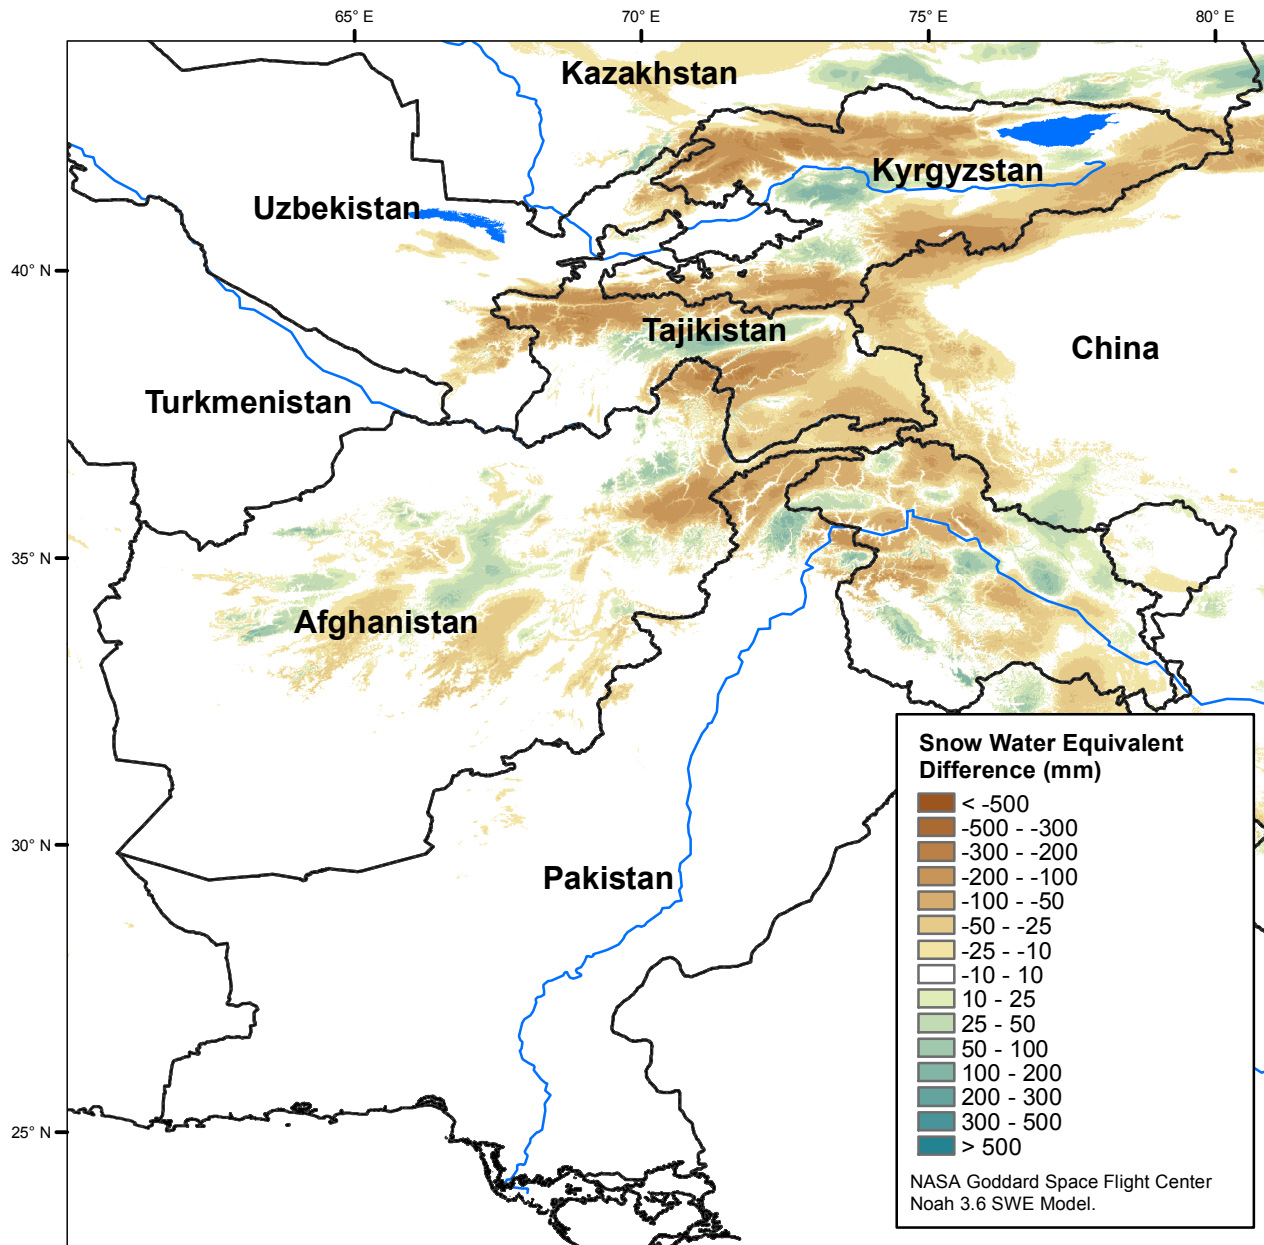 65° E
70° E
75° E
80° E
Kazakhstan
Kyrgyzstan
Uzbekistan
40° N
Tajikistan
China
Turkmenistan
35° N
Afghanistan
Snow Water Equivalent
Difference (mm)
< -500
-500 - -300
-300 - -200
-200 - -100
-100 - -50
-50 - -25
-25 - -10
-10 - 10
10 - 25
25 - 50
50 - 100
100 - 200
200 - 300
300 - 500
> 500
30° N
Pakistan
25° N
NASA Goddard Space Flight Center
Noah 3.6 SWE Model.